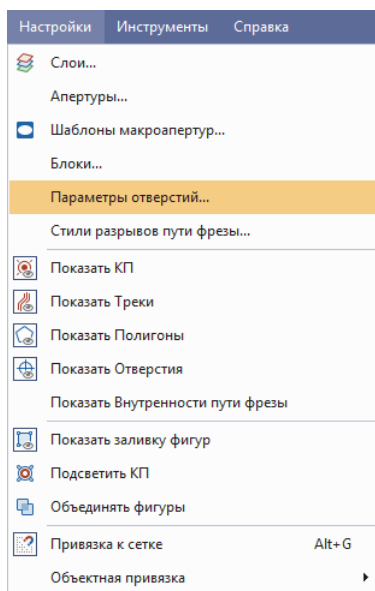 Настройки Инструменты Справка
Слои...
Апертуры...
Шаблоны макроапертур...
Блоки...
Параметры отверстий...
Стили разрывов пути фрезы...
Показать КП
Показать Треки
Показать Полигоны
Показать Отверстия
Показать Внутренности пути фрезы
Показать заливку фигур
Подсветить КП
Объединять фигуры
Привязка к сетке Alt+G
Объектная привязка